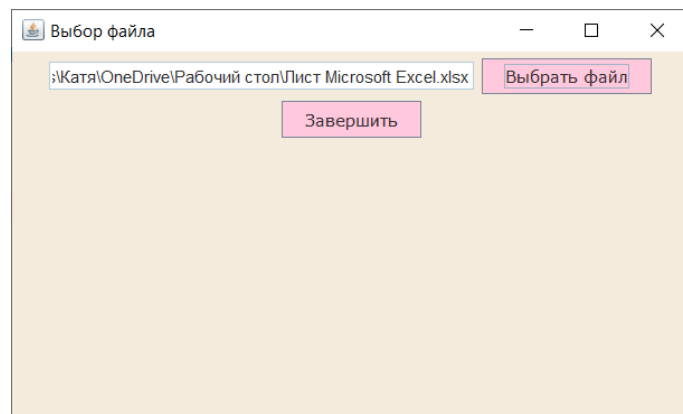 Выбор файла
s\Катя\OneDrive\Рабочий стол\Лист Microsoft Excel.xlsx Выбрать файл
Завершить